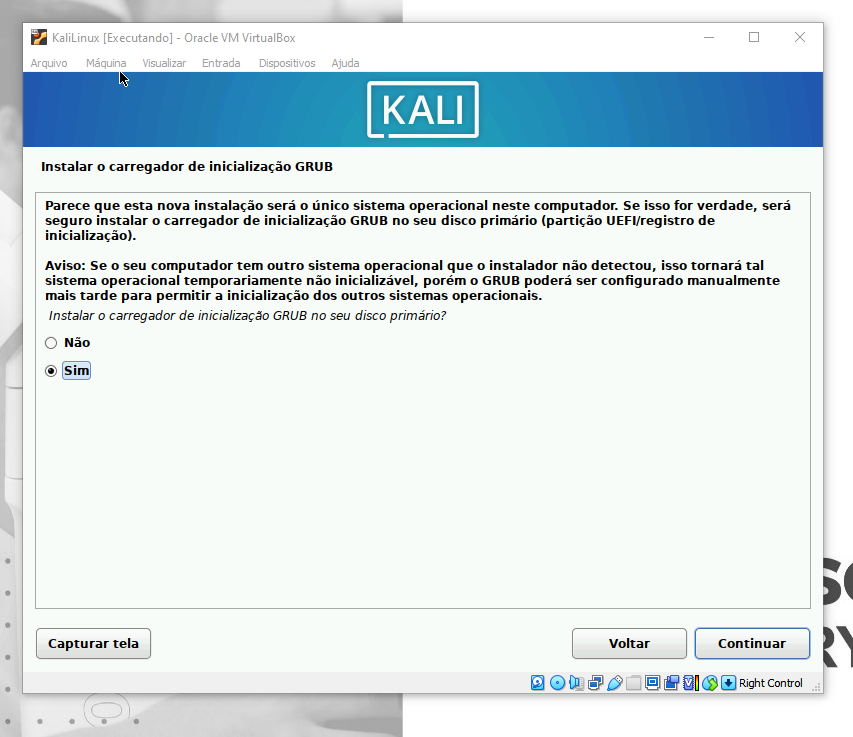 KaliLinux [Executando] - Oracle VM VirtualBox
Arquivo Máquina Visualizar Entrada Dispositivos Ajuda
KALI
Instalar o carregador de inicialização GRUB
Parece que esta nova instalação será o único sistema operacional neste computador. Se isso for verdade, será
seguro instalar o carregador de inicialização GRUB no seu disco primário (partição UEFI/registro de
inicialização).
Aviso: Se o seu computador tem outro sistema operacional que o instalador não detectou, isso tornará tal
sistema operacional temporariamente não inicializável, porém o GRUB poderá ser configurado manualmente
mais tarde para permitir a inicialização dos outros sistemas operacionais.
Instalar o carregador de inicialização GRUB no seu disco primário?
Não
Sim
Capturar tela Voltar Continuar
Right Control